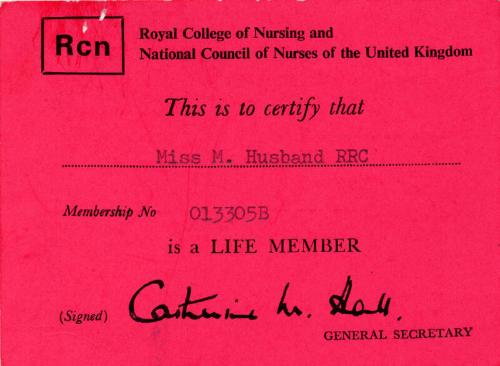 Rcn
Royal College of Nursing and
National Council of Nurses of the United Kingdom
This is to certify that
Miss M. Husband RRC
Membership No 013305B
is a LIFE MEMBER
(Signed) Catherine M. Hall.
GENERAL SECRETARY